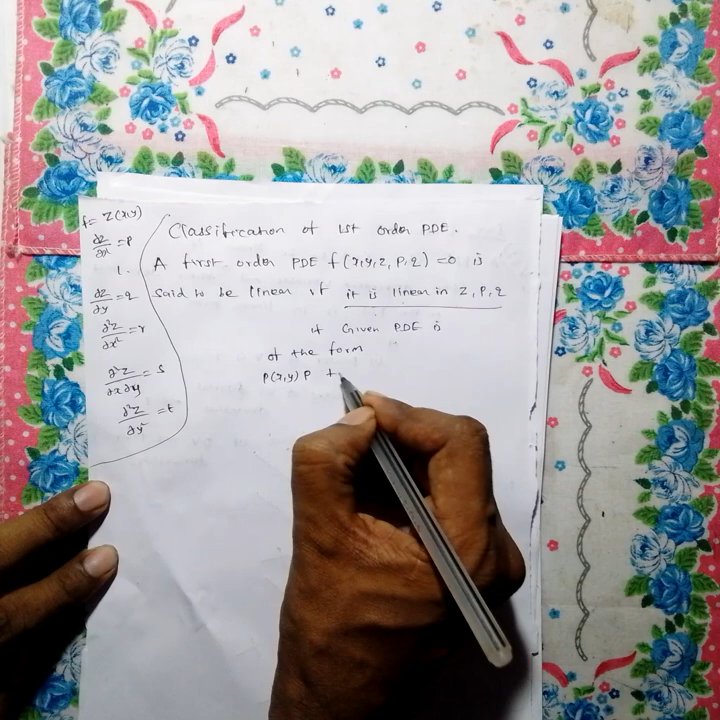 f = Z(x,y)
∂z/∂x = p
1.
∂z/∂y = q
∂²z/∂x² = r
∂²z/∂x∂y = s
∂²z/∂y² = t
Classification of 1st order PDE.
A first order PDE f(x,y,z,p,q) = 0 is
said to be linear if it is linear in z, p, q
if Given PDE is
of the form
P(x,y) p +